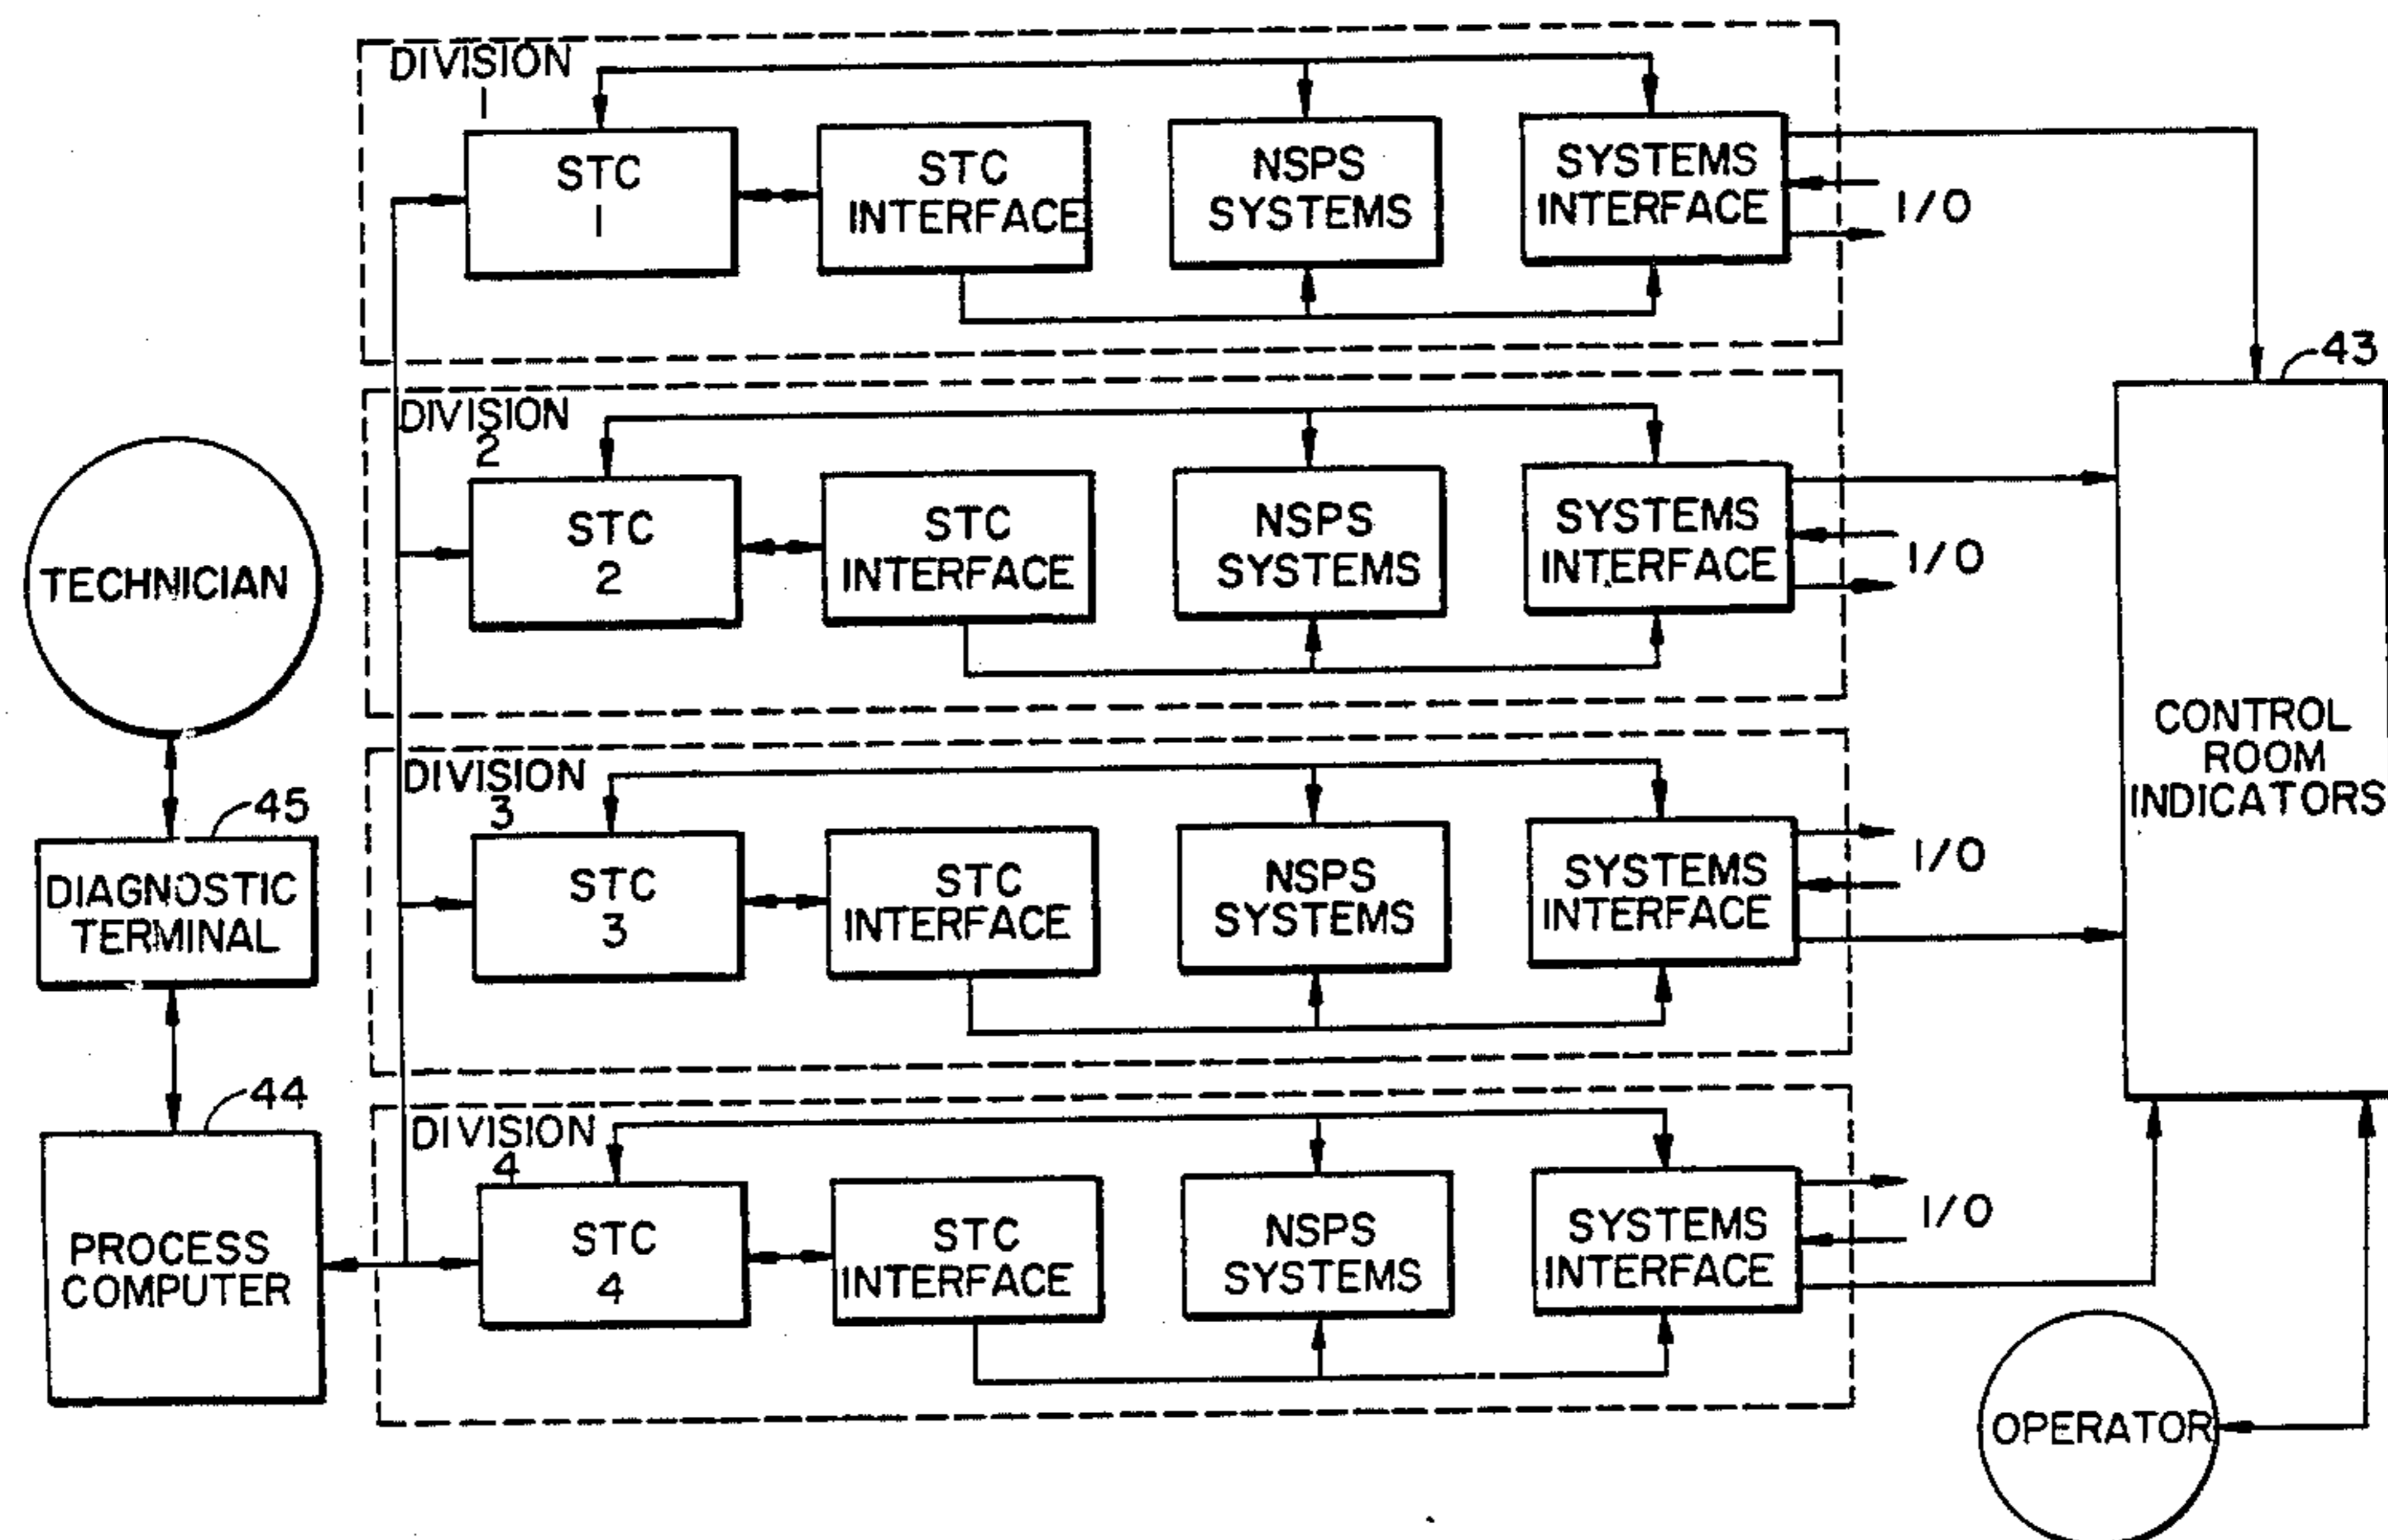 DIVISION
1
STC
1
STC
INTERFACE
NSPS
SYSTEMS
SYSTEMS
INTERFACE
I/O
43
DIVISION
2
STC
2
STC
INTERFACE
NSPS
SYSTEMS
SYSTEMS
INTERFACE
I/O
TECHNICIAN
CONTROL
ROOM
INDICATORS
DIVISION
3
STC
3
STC
INTERFACE
NSPS
SYSTEMS
SYSTEMS
INTERFACE
I/O
45
DIAGNOSTIC
TERMINAL
44
PROCESS
COMPUTER
DIVISION
4
STC
4
STC
INTERFACE
NSPS
SYSTEMS
SYSTEMS
INTERFACE
I/O
OPERATOR